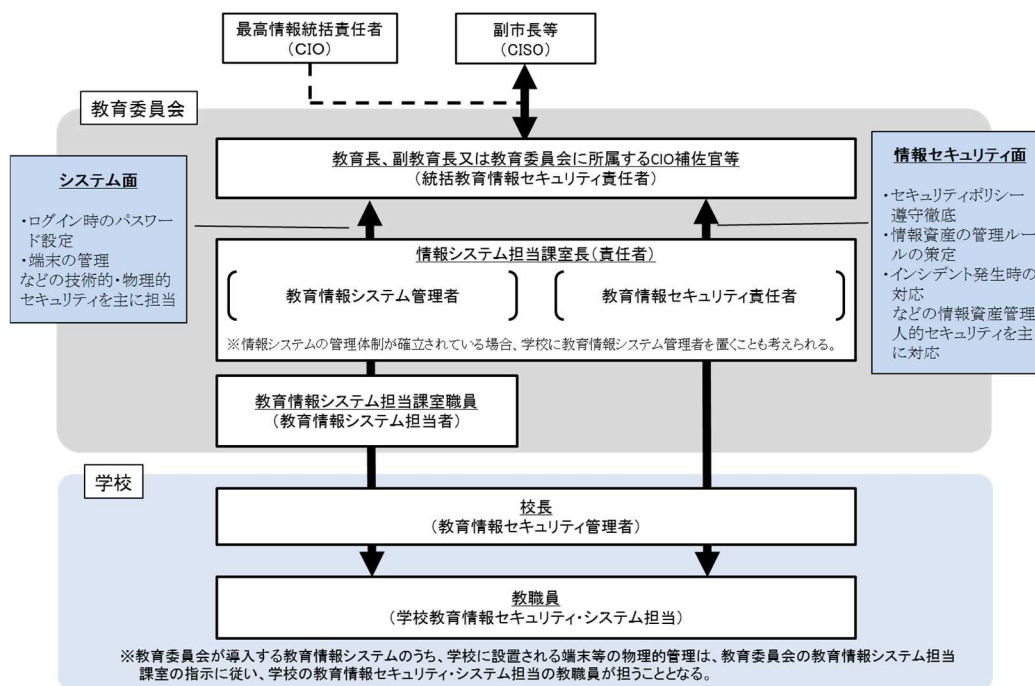 最高情報統括責任者
（CIO）
副市長等
（CISO）
教育委員会
教育長、副教育長又は教育委員会に所属するCIO補佐官等
（統括教育情報セキュリティ責任者）
システム面
・ログイン時のパスワー
ド設定
・端末の管理
などの技術的・物理的
セキュリティを主に担当
情報セキュリティ面
・セキュリティポリシー
遵守徹底
・情報資産の管理ルー
ルの策定
・インシデント発生時の
対応
などの情報資産管理
人的セキュリティを主
に対応
情報システム担当課室長（責任者）
教育情報システム管理者
教育情報セキュリティ責任者
※情報システムの管理体制が確立されている場合、学校に教育情報システム管理者を置くことも考えられる。
教育情報システム担当課室職員
（教育情報システム担当者）
学校
校長
（教育情報セキュリティ管理者）
教職員
（学校教育情報セキュリティ・システム担当）
※教育委員会が導入する教育情報システムのうち、学校に設置される端末等の物理的管理は、教育委員会の教育情報システム担当
課室の指示に従い、学校の教育情報セキュリティ・システム担当の教職員が担うこととなる。